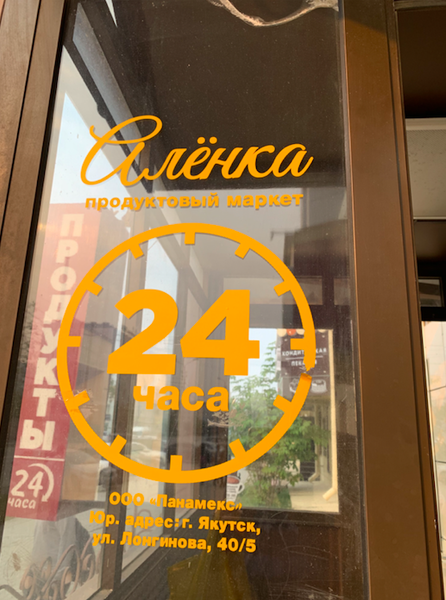 Алёнка
продуктовый маркет
24
часа
ООО «Панамекс»
Юр. адрес: г. Якутск,
ул. Лонгинова, 40/5
ПРОДУКТЫ
24
часа